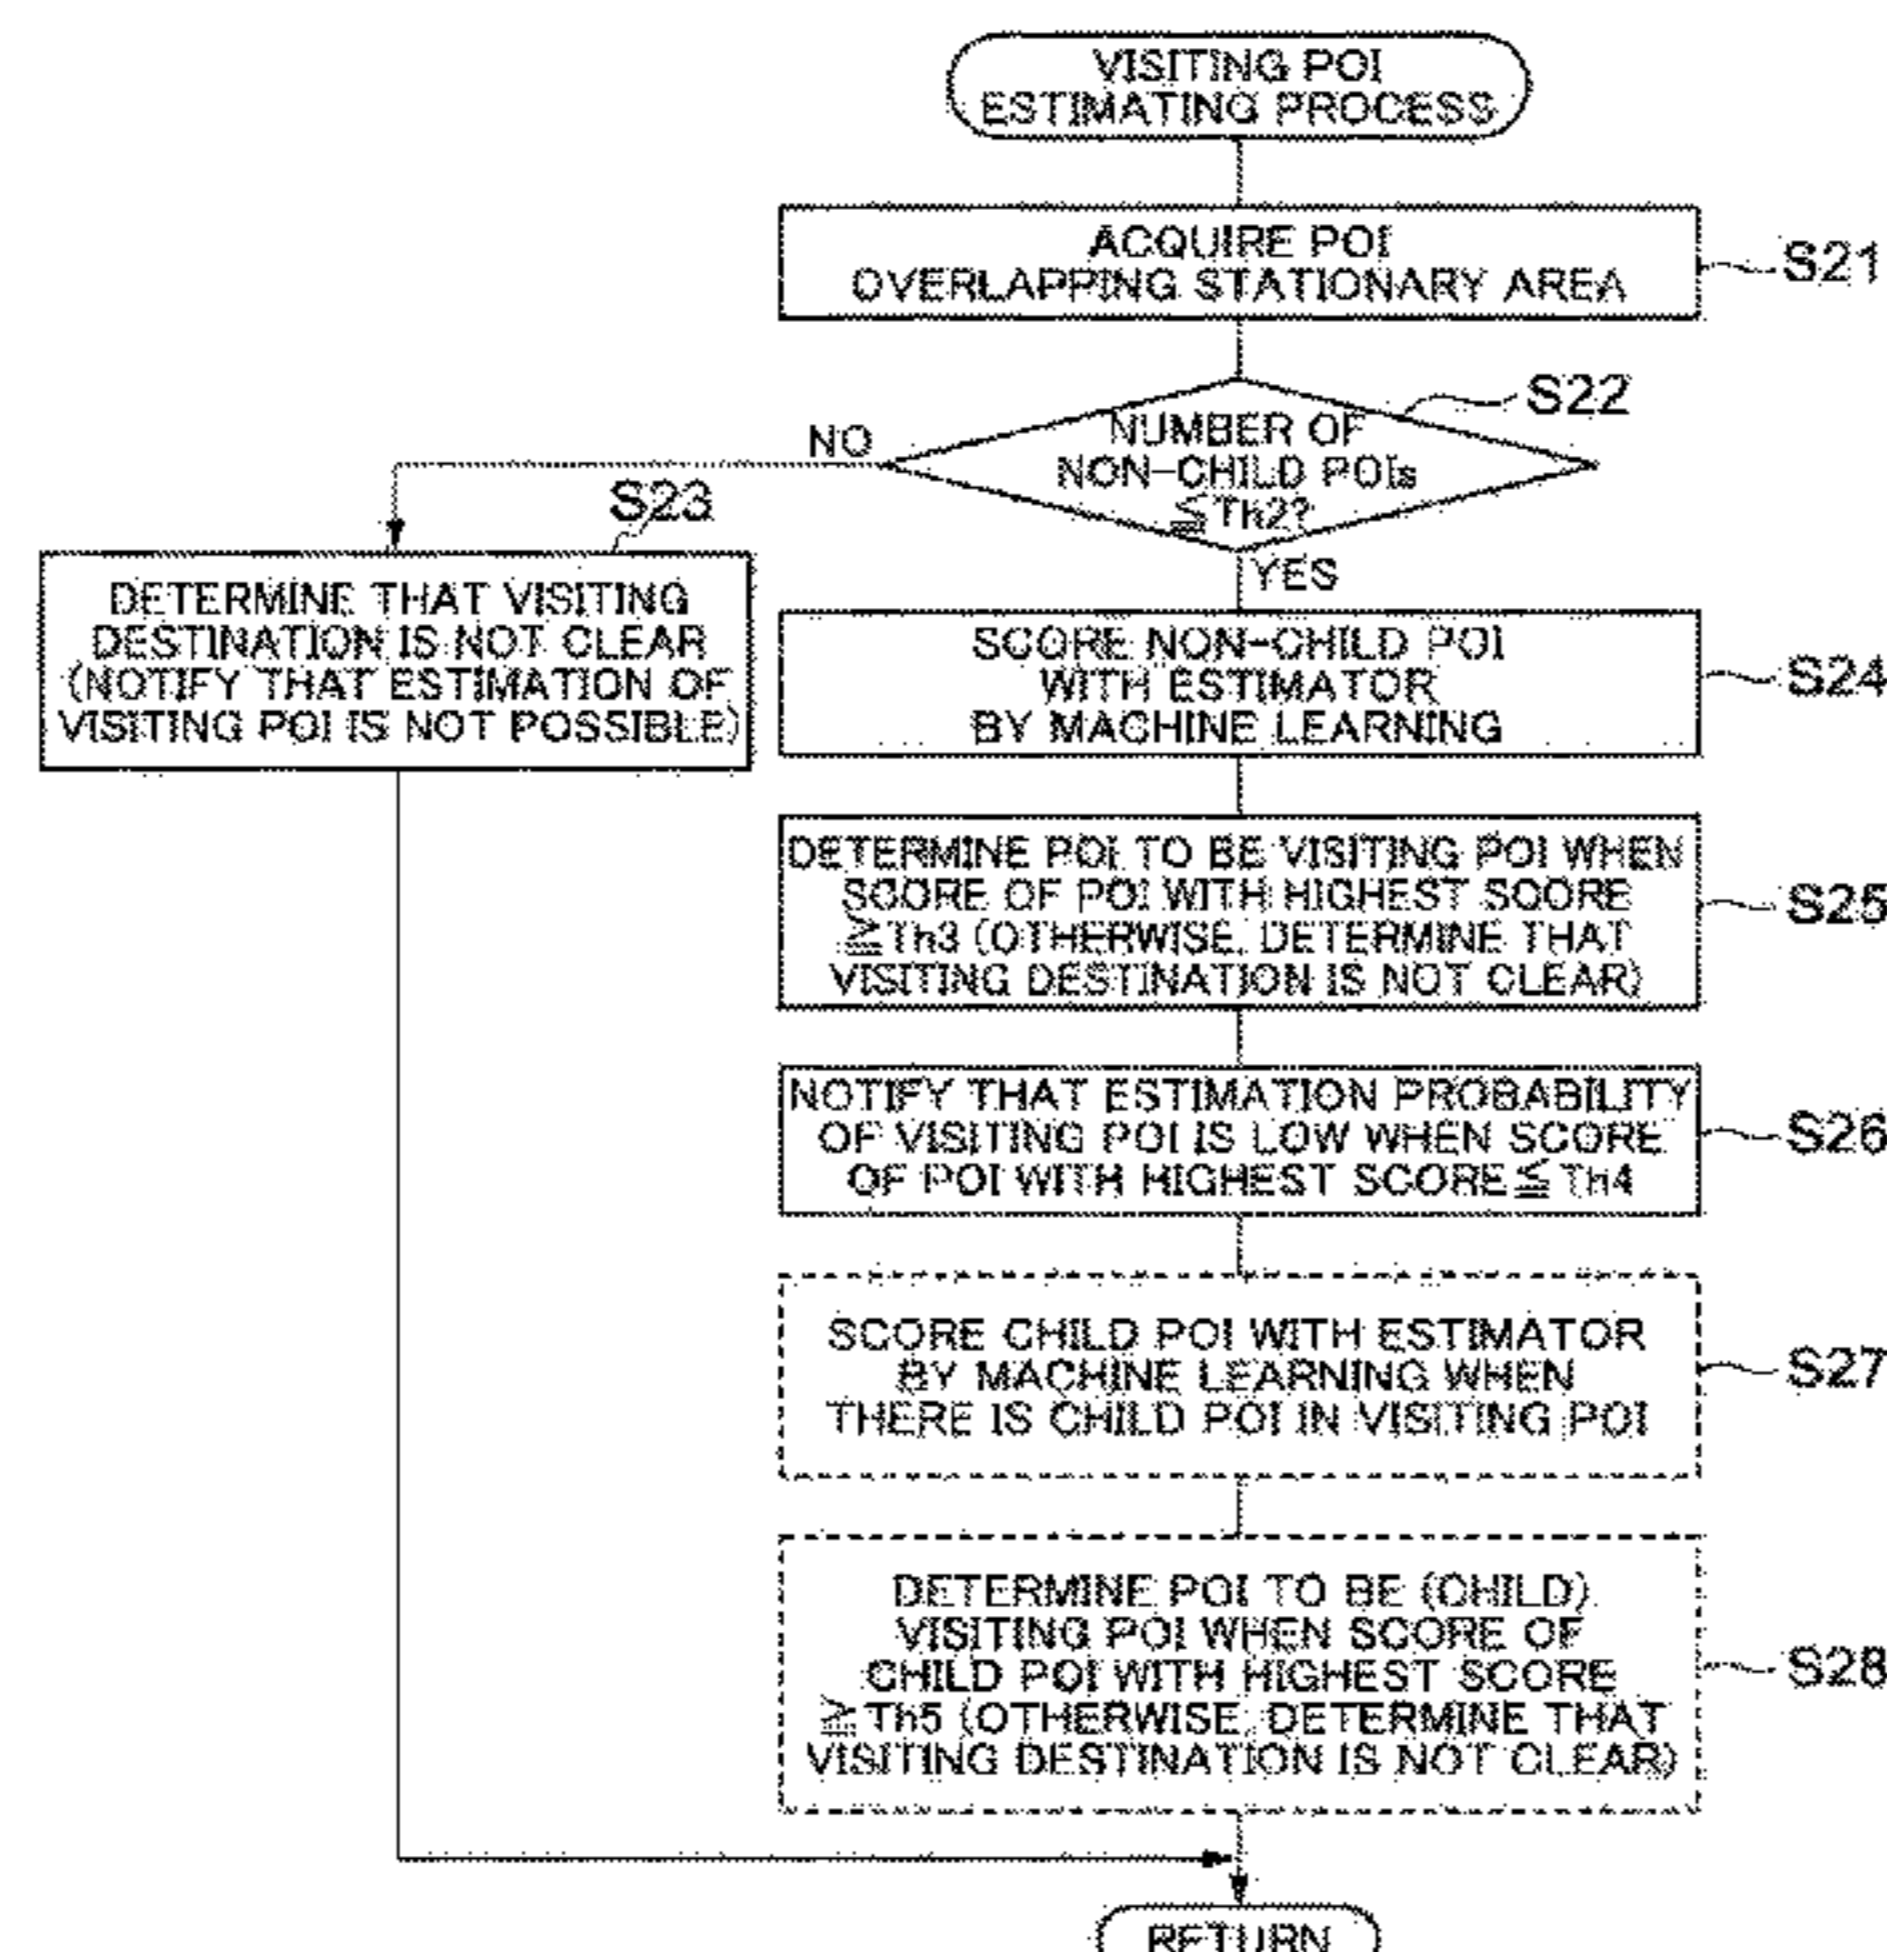 VISITING POI
ESTIMATING PROCESS
ACQUIRE POI
OVERLAPPING STATIONARY AREA
S21
S22
NUMBER OF
NON-CHILD POIs
≦Th2?
NO
YES
S23
DETERMINE THAT VISITING
DESTINATION IS NOT CLEAR
(NOTIFY THAT ESTIMATION OF
VISITING POI IS NOT POSSIBLE)
SCORE NON-CHILD POI
WITH ESTIMATOR
BY MACHINE LEARNING
S24
DETERMINE POI TO BE VISITING POI WHEN
SCORE OF POI WITH HIGHEST SCORE
≧Th3 (OTHERWISE, DETERMINE THAT
VISITING DESTINATION IS NOT CLEAR)
S25
NOTIFY THAT ESTIMATION PROBABILITY
OF VISITING POI IS LOW WHEN SCORE
OF POI WITH HIGHEST SCORE≦Th4
S26
SCORE CHILD POI WITH ESTIMATOR
BY MACHINE LEARNING WHEN
THERE IS CHILD POI IN VISITING POI
S27
DETERMINE POI TO BE (CHILD)
VISITING POI WHEN SCORE OF
CHILD POI WITH HIGHEST SCORE
≧Th5 (OTHERWISE, DETERMINE THAT
VISITING DESTINATION IS NOT CLEAR)
S28
RETURN